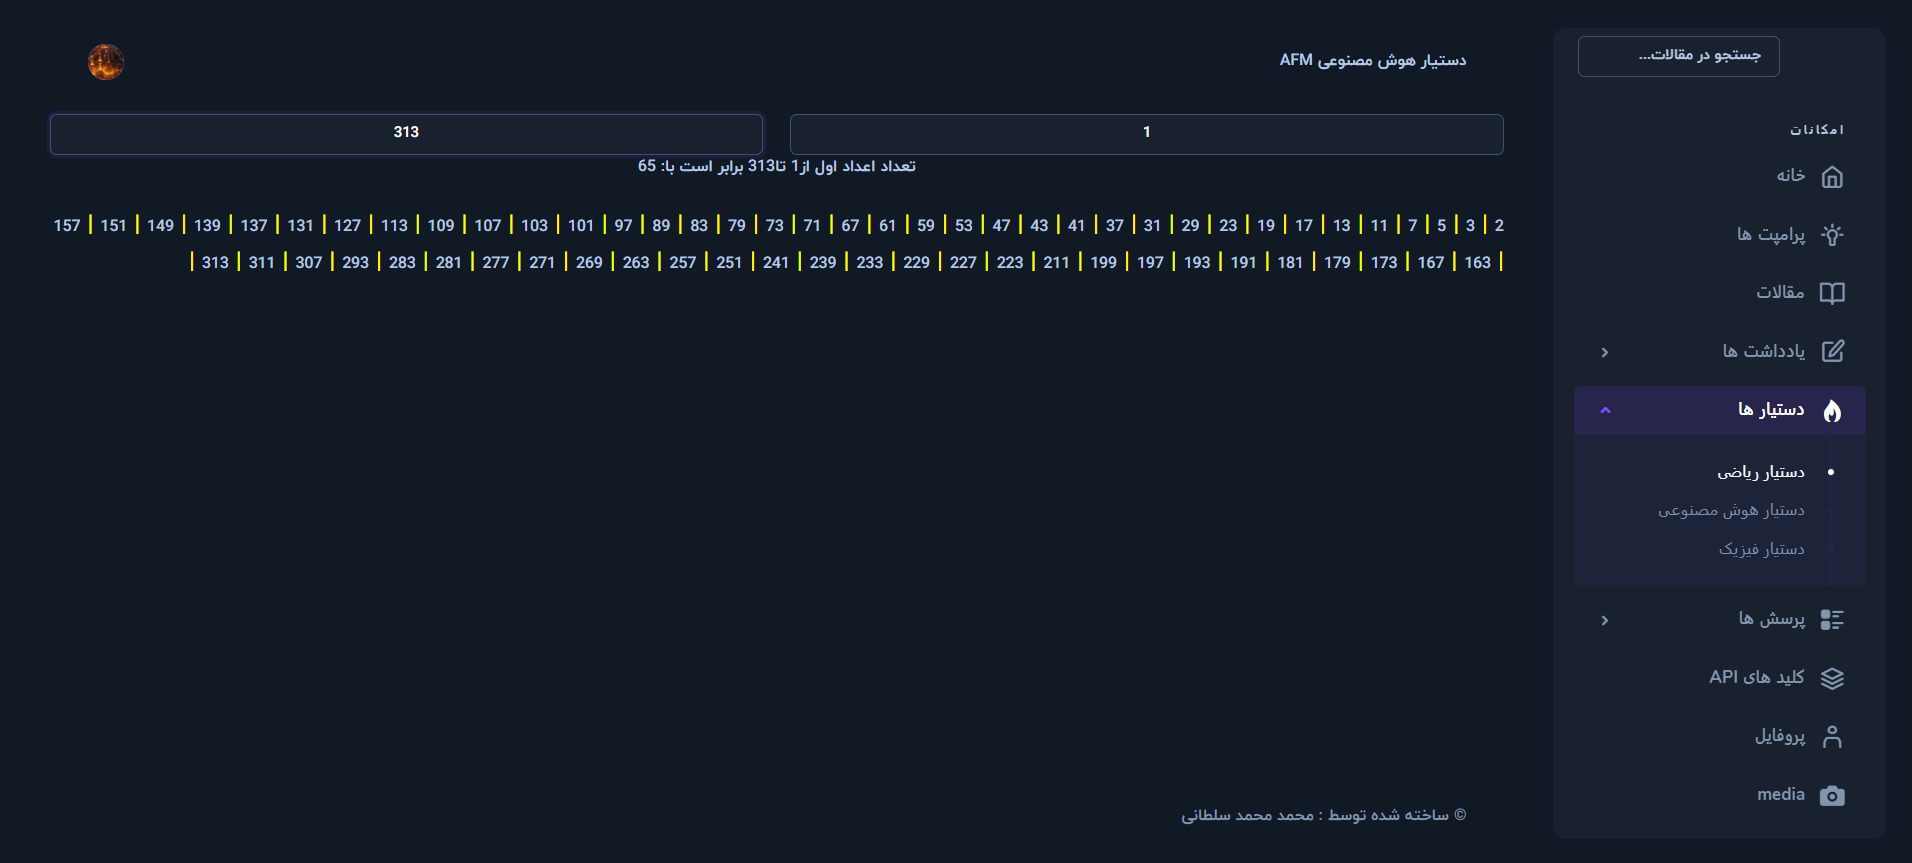 جستجو در مقالات...
امکانات
خانه
پرامپت ها
مقالات
یادداشت ها
دستیار ها
دستیار ریاضی
دستیار هوش مصنوعی
دستیار فیزیک
پرسش ها
کلید های API
پروفایل
media
دستیار هوش مصنوعی AFM
1
313
تعداد اعداد اول از1 تا313 برابر است با: 65
2 | 3 | 5 | 7 | 11 | 13 | 17 | 19 | 23 | 29 | 31 | 37 | 41 | 43 | 47 | 53 | 59 | 61 | 67 | 71 | 73 | 79 | 83 | 89 | 97 | 101 | 103 | 107 | 109 | 113 | 127 | 131 | 137 | 139 | 149 | 151 | 157
| 163 | 167 | 173 | 179 | 181 | 191 | 193 | 197 | 199 | 211 | 223 | 227 | 229 | 233 | 239 | 241 | 251 | 257 | 263 | 269 | 271 | 277 | 281 | 283 | 293 | 307 | 311 | 313 |
© ساخته شده توسط : محمد محمد سلطانی